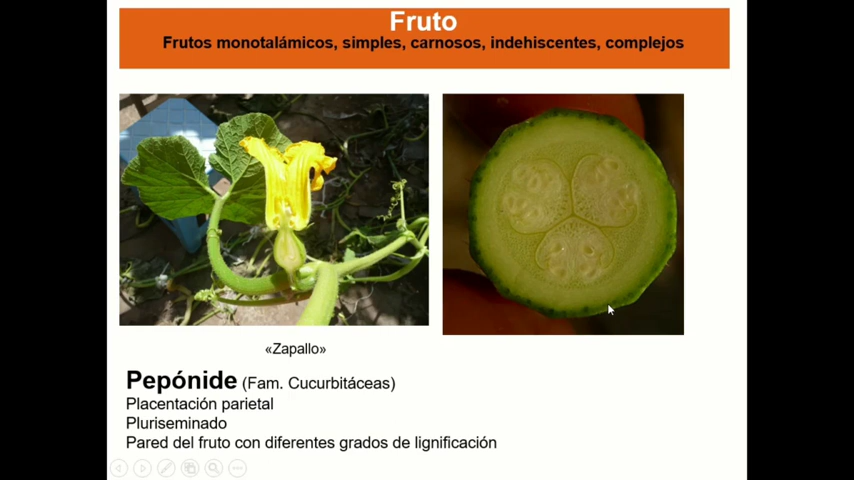 Fruto
Frutos monotalámicos, simples, carnosos, indehiscentes, complejos
«Zapallo»
Pepónide (Fam. Cucurbitáceas)
Placentación parietal
Pluriseminado
Pared del fruto con diferentes grados de lignificación